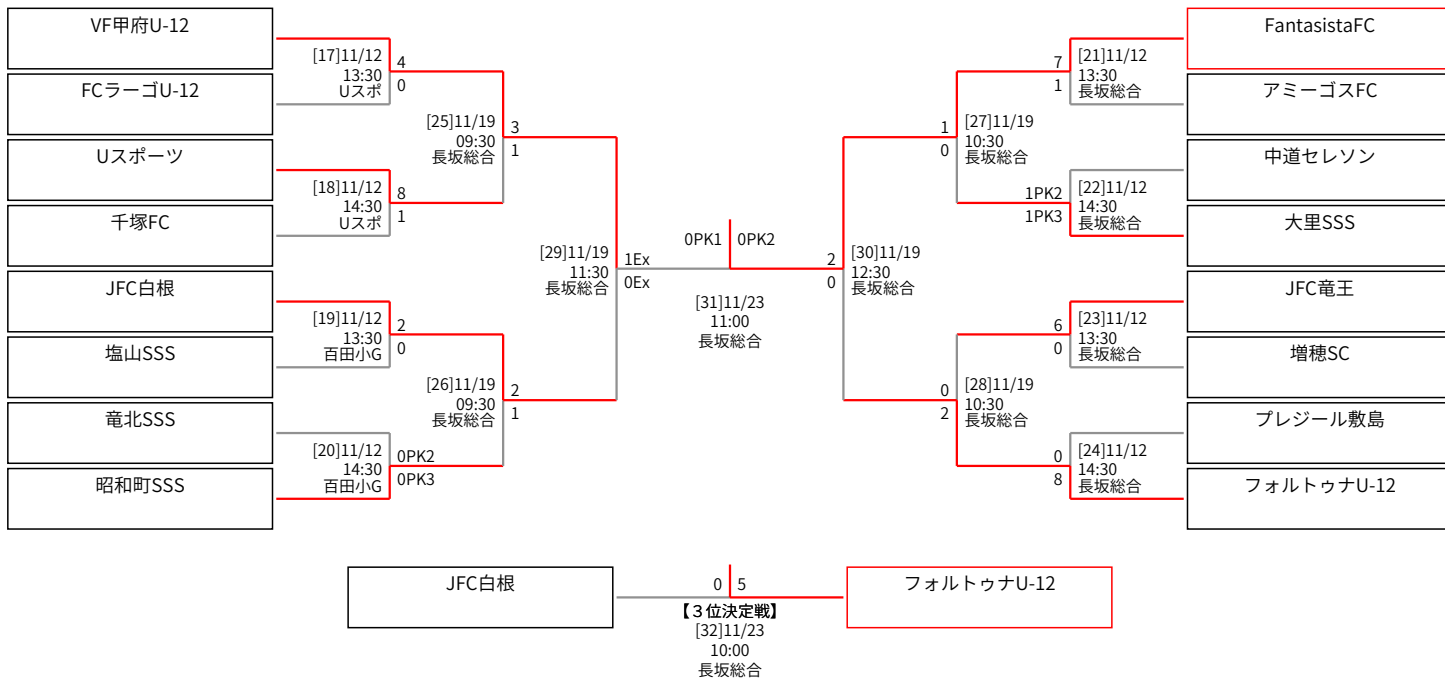 VF甲府U-12
FCラーゴU-12
Uスポーツ
千塚FC
JFC白根
塩山SSS
竜北SSS
昭和町SSS
[17]11/12
13:30
Uスポ
4
0
[18]11/12
14:30
Uスポ
8
1
[19]11/12
13:30
百田小G
2
0
[20]11/12
14:30
百田小G
0PK2
0PK3
[25]11/19
09:30
長坂総合
3
1
[26]11/19
09:30
長坂総合
2
1
[29]11/19
11:30
長坂総合
1Ex
0Ex
0PK1
0PK2
[31]11/23
11:00
長坂総合
2
0
[30]11/19
12:30
長坂総合
1
0
[27]11/19
10:30
長坂総合
0
2
[28]11/19
10:30
長坂総合
7
1
[21]11/12
13:30
長坂総合
1PK2
1PK3
[22]11/12
14:30
長坂総合
6
0
[23]11/12
13:30
長坂総合
0
8
[24]11/12
14:30
長坂総合
FantasistaFC
アミーゴスFC
中道セレソン
大里SSS
JFC竜王
増穂SC
プレジール敷島
フォルトゥナU-12
JFC白根
0
5
フォルトゥナU-12
【３位決定戦】
[32]11/23
10:00
長坂総合